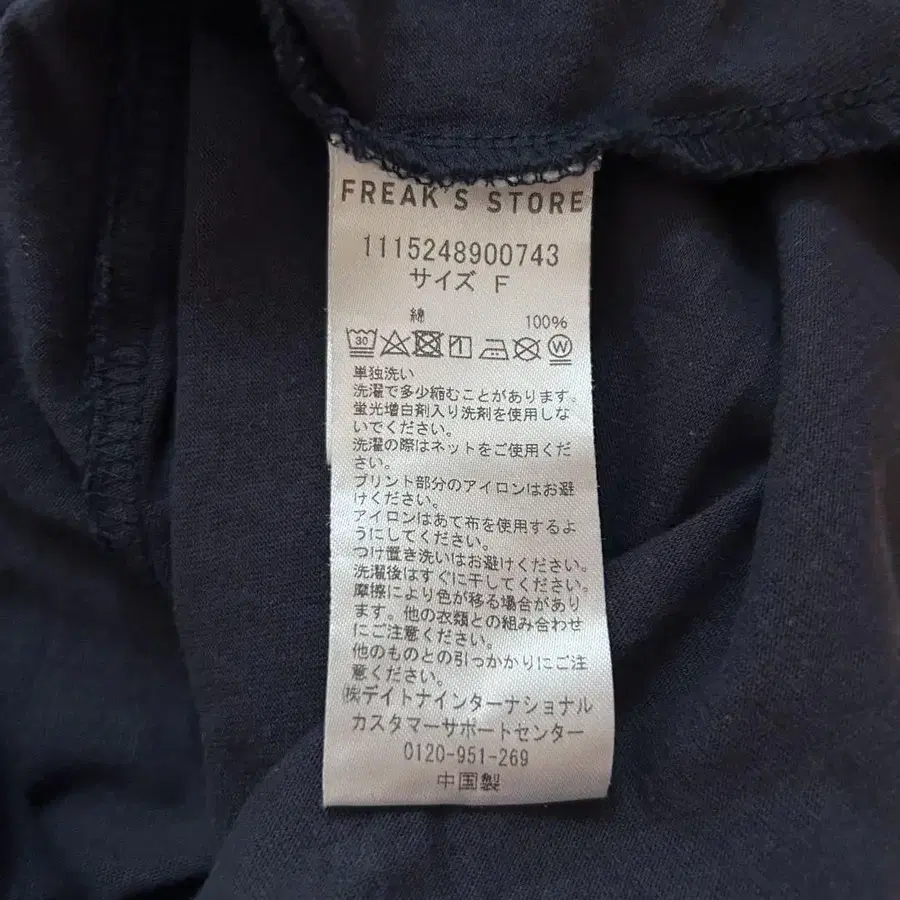 FREAK'S STORE
1115248900743
サイズ F
綿 100%
30 W
単独洗い
洗濯で多少縮むことがあります。
蛍光増白剤入り洗剤を使用しな
いでください。
洗濯の際はネットをご使用くだ
さい。
プリント部分のアイロンはお避
けください。
アイロンはあて布を使用するよ
うにしてください。
つけ置き洗いはお避けください。
洗濯後はすぐに干してください。
摩擦により色が移る場合があり
ます。他の衣類との組み合わせ
にご注意ください。
他のものとの引っかかりにご注
意ください。
㈱デイトナインターナショナル
カスタマーサポートセンター
0120-951-269
中国製